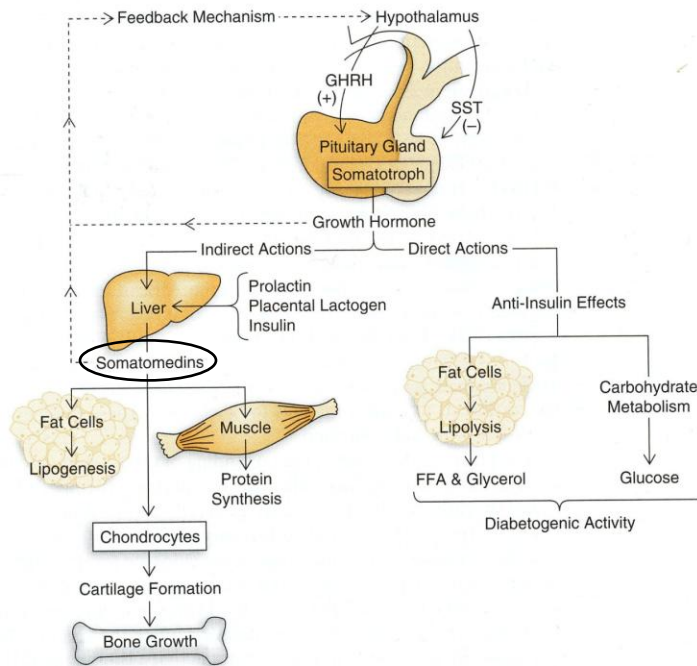 Feedback Mechanism
Hypothalamus
GHRH
(+)
SST
(–)
Pituitary Gland
Somatotroph
Growth Hormone
Indirect Actions
Direct Actions
Liver
Prolactin
Placental Lactogen
Insulin
Anti-Insulin Effects
Somatomedins
Fat Cells
Lipogenesis
Muscle
Protein
Synthesis
Fat Cells
Lipolysis
FFA & Glycerol
Carbohydrate
Metabolism
Glucose
Diabetogenic Activity
Chondrocytes
Cartilage Formation
Bone Growth